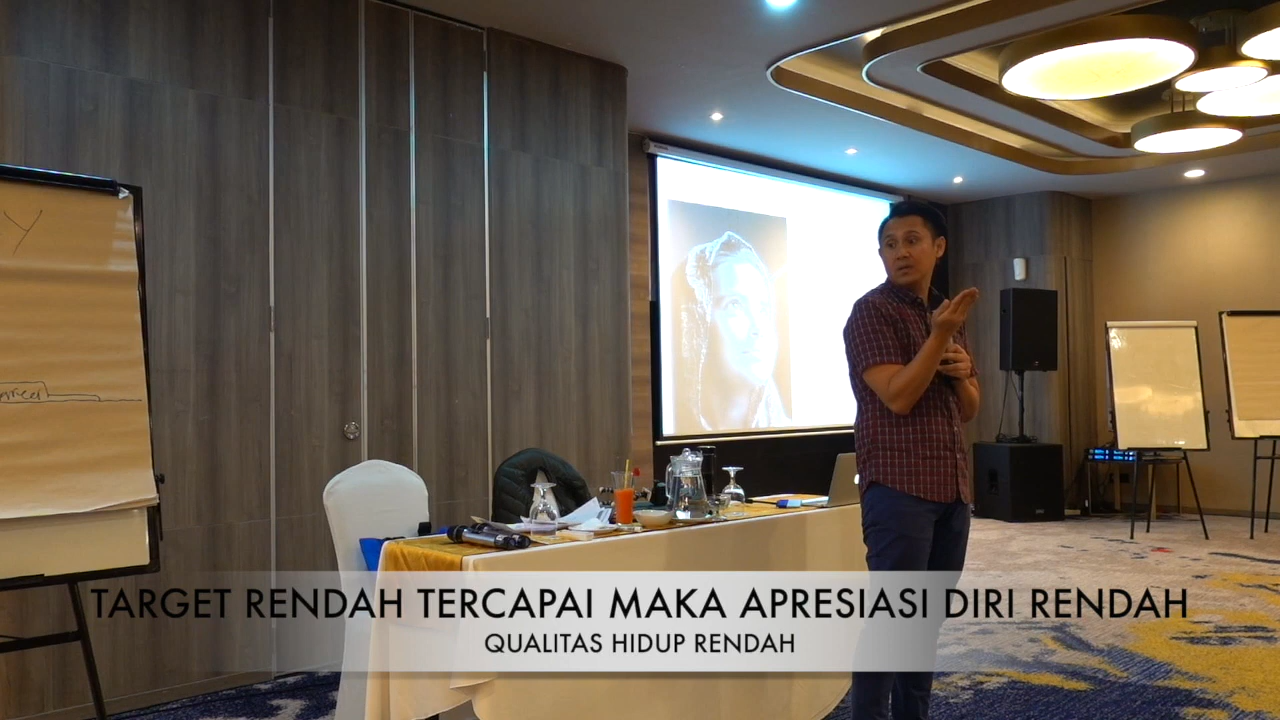 Y
TARGET RENDAH TERCAPAI MAKA APRESIASI DIRI RENDAH
QUALITAS HIDUP RENDAH